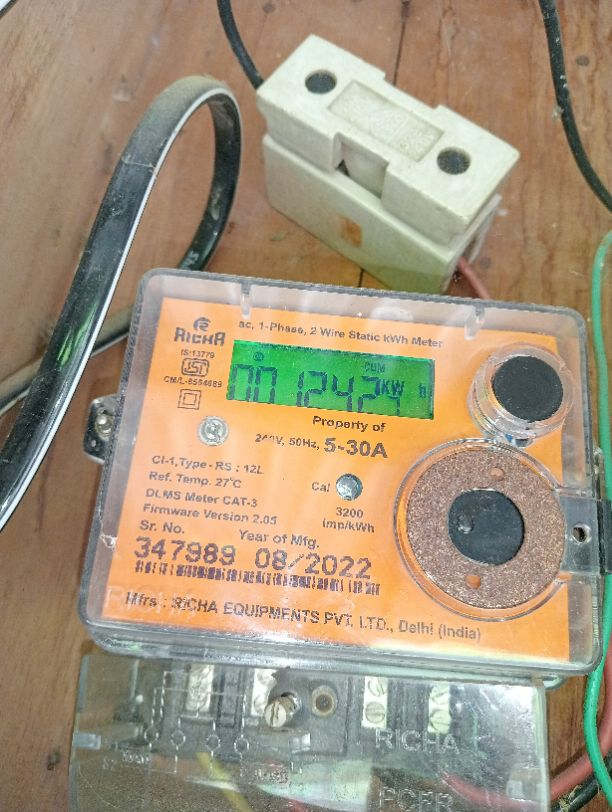 ac, 1-Phase, 2 Wire Static kWh Meter
RICHA
IS:13779
ISI
CM/L-8554689
CUM
001242 KW h
Property of
240V, 50Hz, 5-30A
Cl-1, Type - RS : 12L
Ref. Temp. 27°C
DLMS Meter CAT-3
Firmware Version 2.05
Cal
3200
imp/kWh
Sr. No. Year of Mfg.
347989 08/2022
Mfrs : RICHA EQUIPMENTS PVT. LTD., Delhi (India)
RICHA